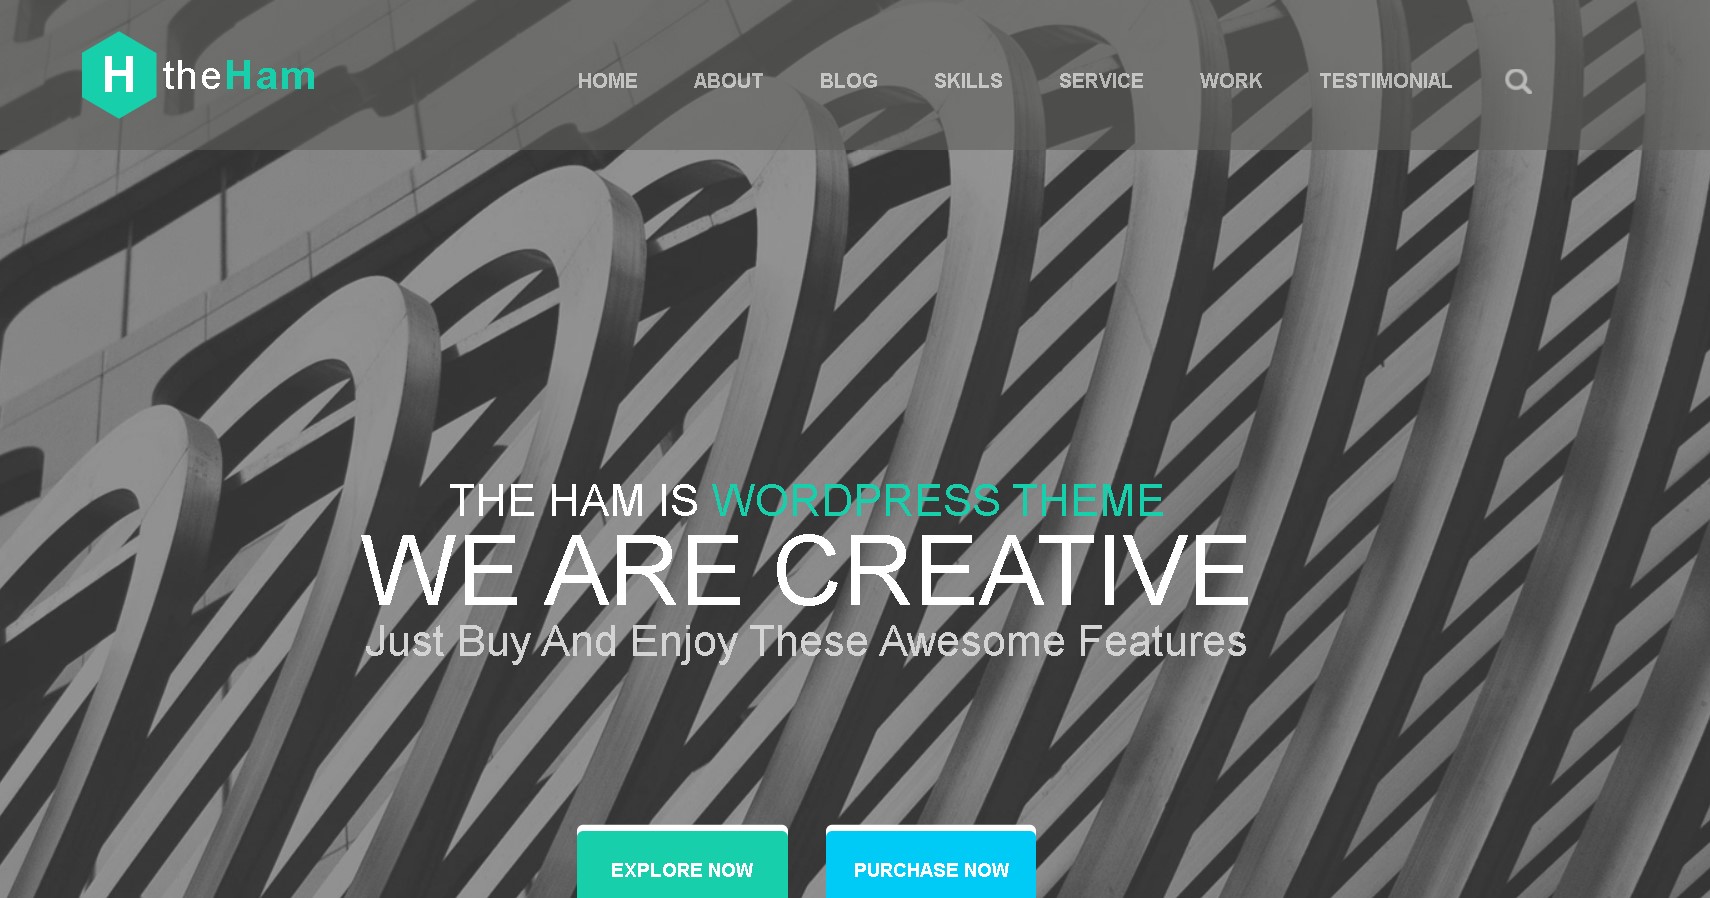 H theHam
HOME ABOUT BLOG SKILLS SERVICE WORK TESTIMONIAL
THE HAM IS WORDPRESS THEME
WE ARE CREATIVE
Just Buy And Enjoy These Awesome Features
EXPLORE NOW PURCHASE NOW